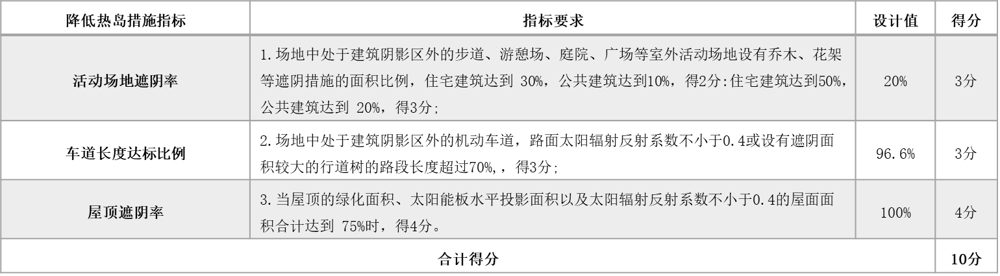 降低热岛措施指标 指标要求 设计值 得分
活动场地遮阴率
1.场地中处于建筑阴影区外的步道、游憩场、庭院、广场等室外活动场地设有乔木、花架
等遮阴措施的面积比例，住宅建筑达到 30%，公共建筑达到10%，得2分:住宅建筑达到50%，
公共建筑达到 20%，得3分;
20%
3分
车道长度达标比例
2.场地中处于建筑阴影区外的机动车道，路面太阳辐射反射系数不小于0.4或设有遮阴面
积较大的行道树的路段长度超过70%,，得3分;
96.6%
3分
屋顶遮阴率
3.当屋顶的绿化面积、太阳能板水平投影面积以及太阳辐射反射系数不小于0.4的屋面面
积合计达到 75%时，得4分。
100%
4分
合计得分 10分